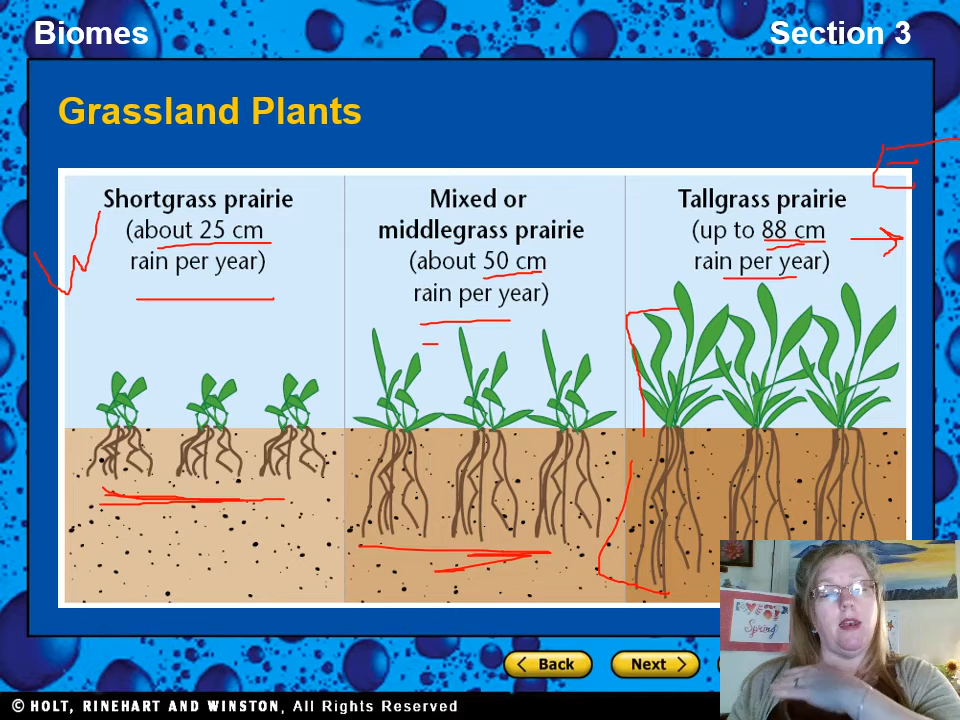 Biomes
Section 3
Grassland Plants
Shortgrass prairie
(about 25 cm
rain per year)
Mixed or
middlegrass prairie
(about 50 cm
rain per year)
Tallgrass prairie
(up to 88 cm
rain per year)
Spring
Back
Next
© HOLT, RINEHART AND WINSTON, All Rights Reserved